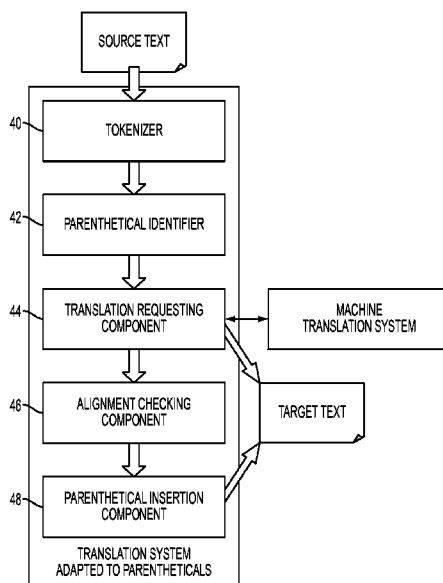 SOURCE TEXT
40
TOKENIZER
42
PARENTHETICAL IDENTIFIER
44
TRANSLATION REQUESTING
COMPONENT
MACHINE
TRANSLATION SYSTEM
46
ALIGNMENT CHECKING
COMPONENT
TARGET TEXT
48
PARENTHETICAL INSERTION
COMPONENT
TRANSLATION SYSTEM
ADAPTED TO PARENTHETICALS